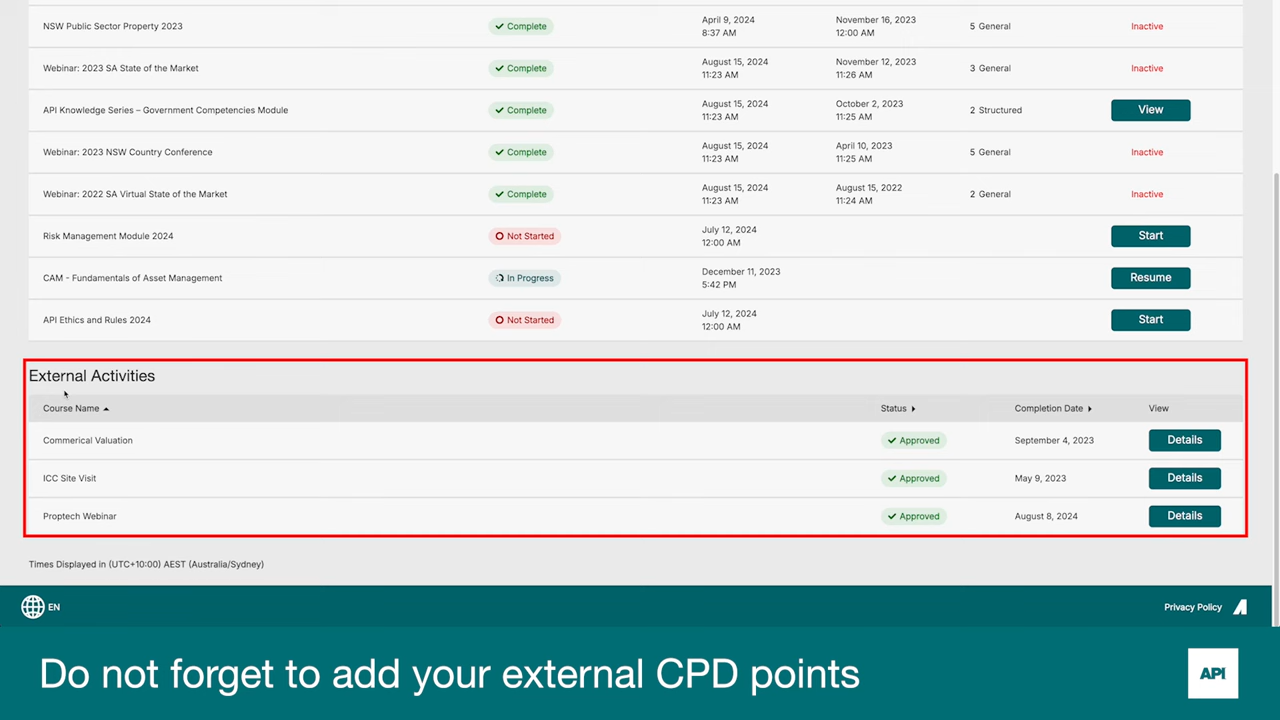 NSW Public Sector Property 2023 Complete April 9, 2024 8:37 AM November 16, 2023 12:00 AM 5 General Inactive
Webinar: 2023 SA State of the Market Complete August 15, 2024 11:23 AM November 12, 2023 11:26 AM 3 General Inactive
API Knowledge Series – Government Competencies Module Complete August 15, 2024 11:23 AM October 2, 2023 11:25 AM 2 Structured View
Webinar: 2023 NSW Country Conference Complete August 15, 2024 11:23 AM April 10, 2023 11:25 AM 5 General Inactive
Webinar: 2022 SA Virtual State of the Market Complete August 15, 2024 11:23 AM August 15, 2022 11:24 AM 2 General Inactive
Risk Management Module 2024 Not Started July 12, 2024 12:00 AM Start
CAM - Fundamentals of Asset Management In Progress December 11, 2023 5:42 PM Resume
API Ethics and Rules 2024 Not Started July 12, 2024 12:00 AM Start
External Activities
Course Name Status Completion Date View
Commerical Valuation Approved September 4, 2023 Details
ICC Site Visit Approved May 9, 2023 Details
Proptech Webinar Approved August 8, 2024 Details
Times Displayed in (UTC+10:00) AEST (Australia/Sydney)
EN Privacy Policy
Do not forget to add your external CPD points API